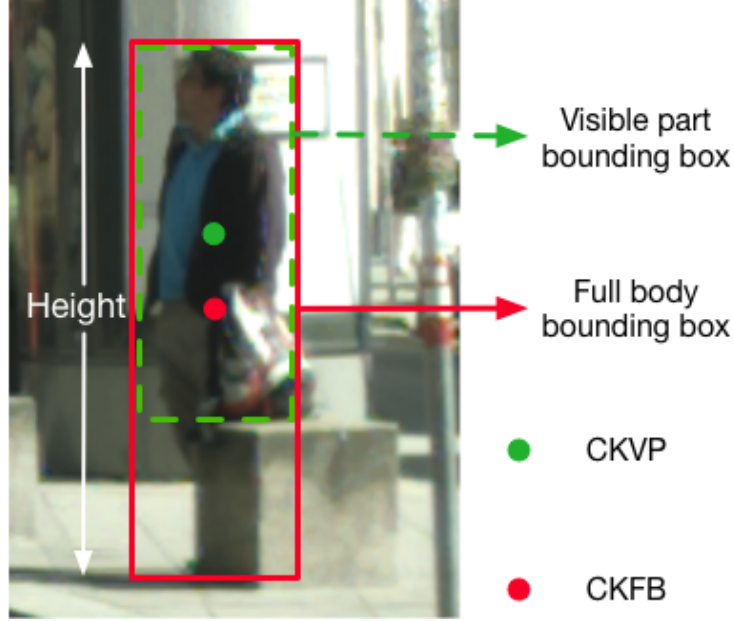 Visible part
bounding box
Height
Full body
bounding box
CKVP
CKFB